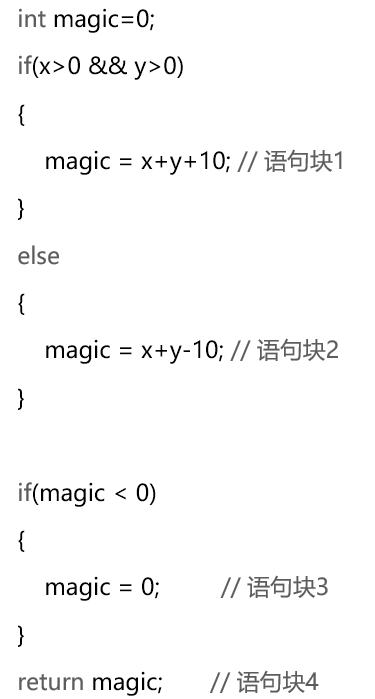 int magic=0;
if(x>0 && y>0)
{
magic = x+y+10; // 语句块1
}
else
{
magic = x+y-10; // 语句块2
}
if(magic < 0)
{
magic = 0; // 语句块3
}
return magic; // 语句块4